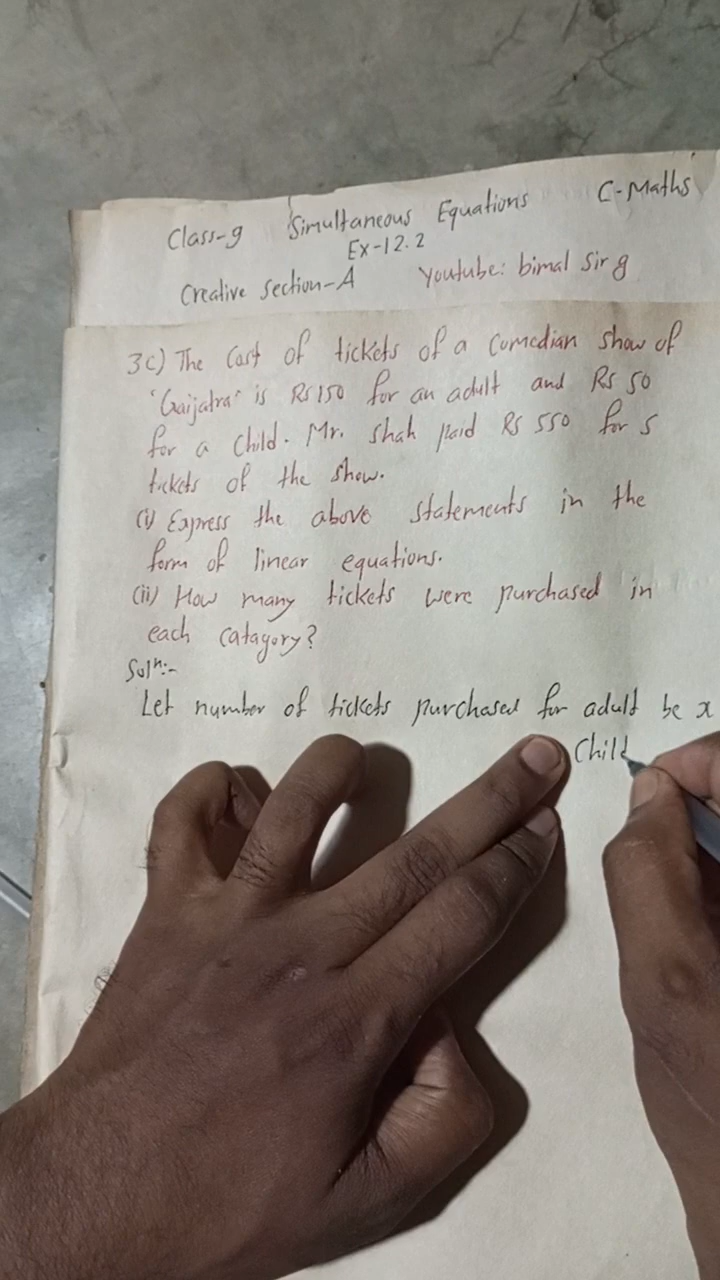 Class-9 Simultaneous Equations C-Maths
Ex-12.2
Creative section-A Youtube: bimal Sir 9
3c) The Cost of tickets of a Comedian Show of
'Gaijatra' is Rs 150 for an adult and Rs 50
for a Child. Mr. Shah paid Rs 550 for 5
tickets of the show.
(i) Express the above statements in the
form of linear equations.
(ii) How many tickets were purchased in
each catagory?
Solⁿ:-
Let number of tickets purchased for adult be x
Child